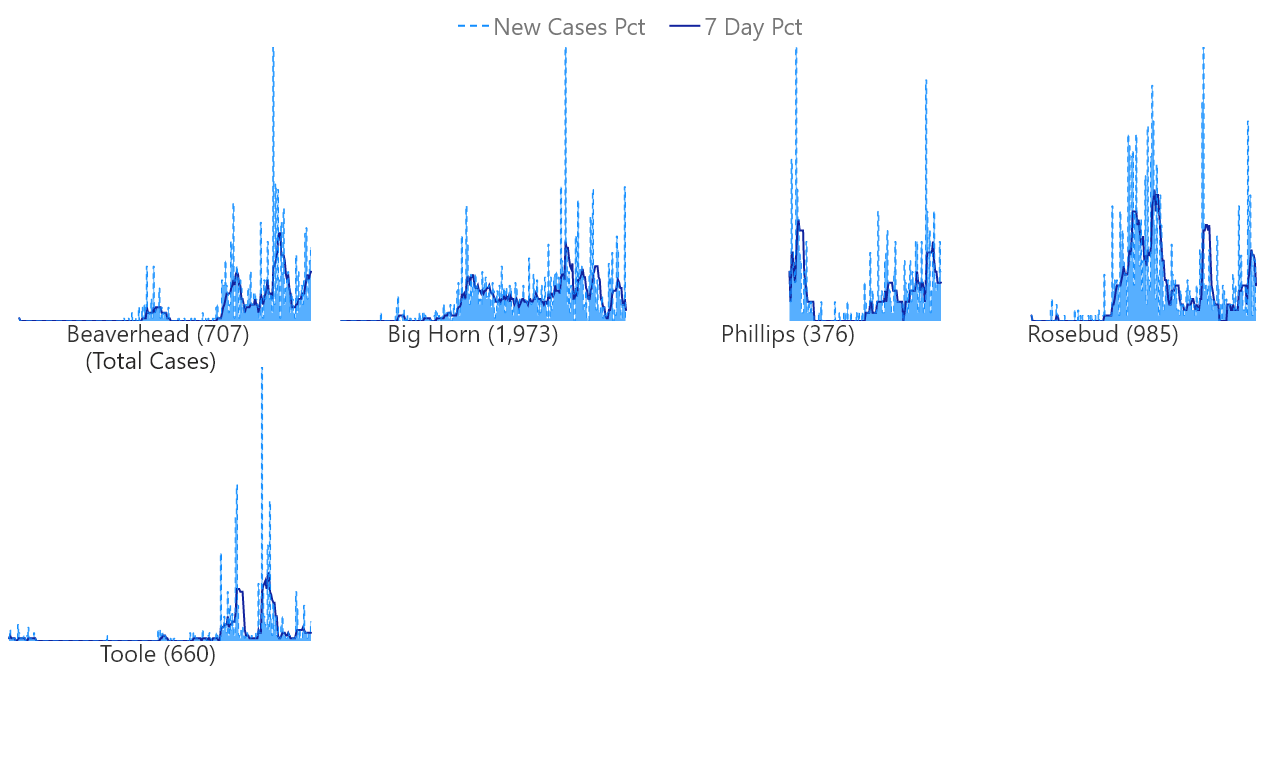 New Cases Pct 7 Day Pct
Beaverhead (707)
(Total Cases)
Big Horn (1,973)
Phillips (376)
Rosebud (985)
Toole (660)